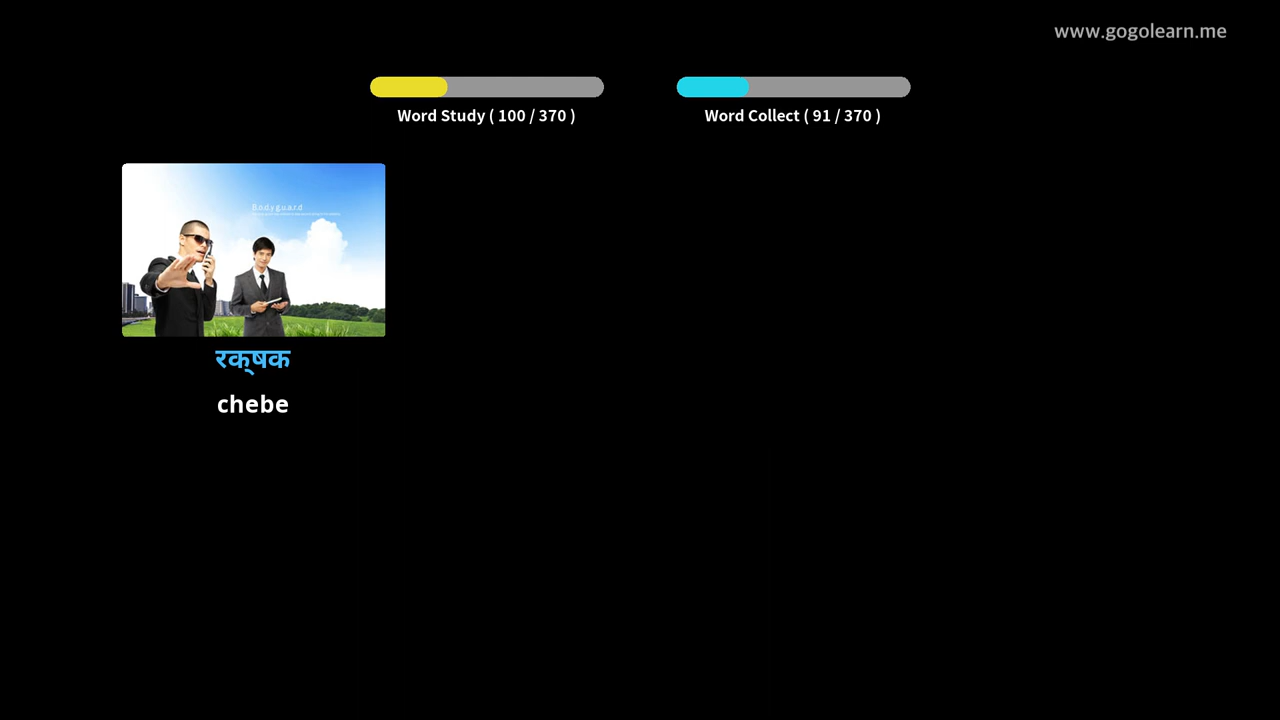 www.gogolearn.me
Word Study ( 100 / 370 )
Word Collect ( 91 / 370 )
Bodyguard
रक्षक
chebe